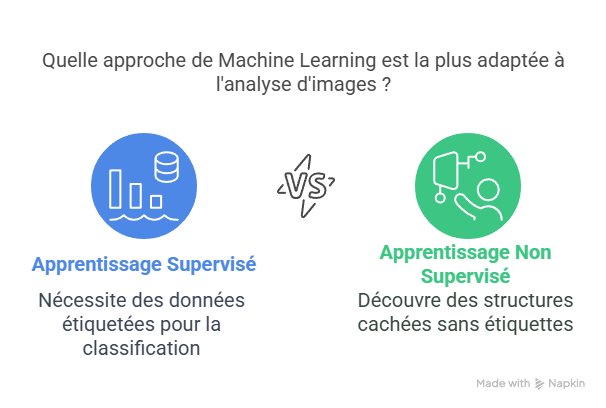 Quelle approche de Machine Learning est la plus adaptée à
l'analyse d'images ?
VS
Apprentissage Supervisé
Nécessite des données
étiquetées pour la
classification
Apprentissage Non
Supervisé
Découvre des structures
cachées sans étiquettes
Made with Napkin